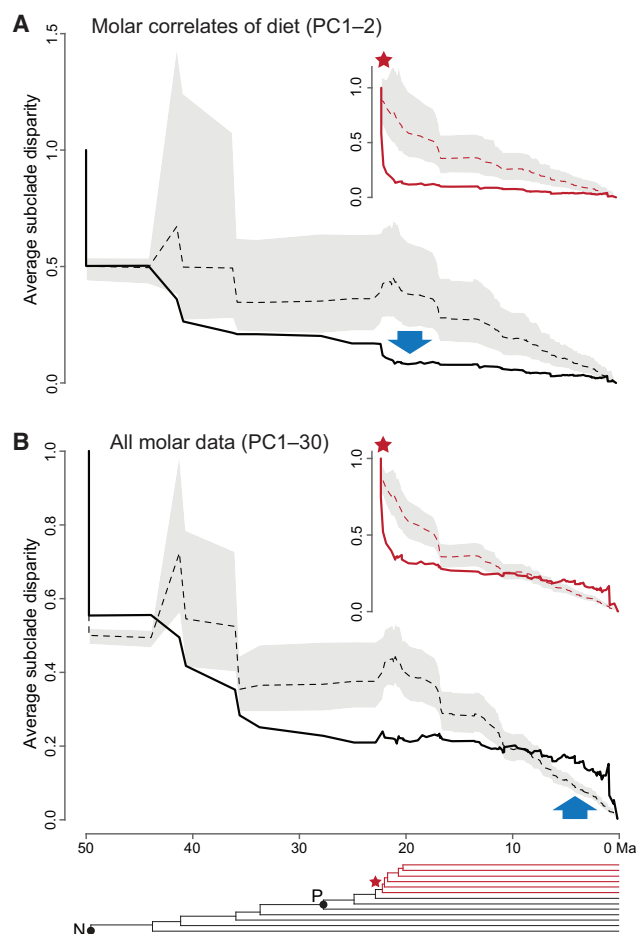 A
Molar correlates of diet (PC1–2)
Average subclade disparity
1.5
1.0
0.5
0.0
1.0
0.5
0.0
B
All molar data (PC1–30)
Average subclade disparity
1.0
0.8
0.6
0.4
0.2
0.0
1.0
0.5
0
50
40
30
20
10
0 Ma
P
N